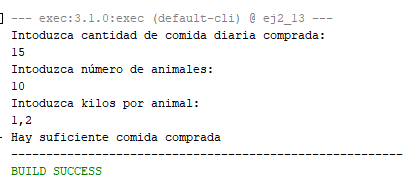 --- exec:3.1.0:exec (default-cli) @ ej2_13 ---
Intoduzca cantidad de comida diaria comprada:
15
Intoduzca número de animales:
10
Intoduzca kilos por animal:
1,2
Hay suficiente comida comprada
------------------------------------------------------------------------
BUILD SUCCESS